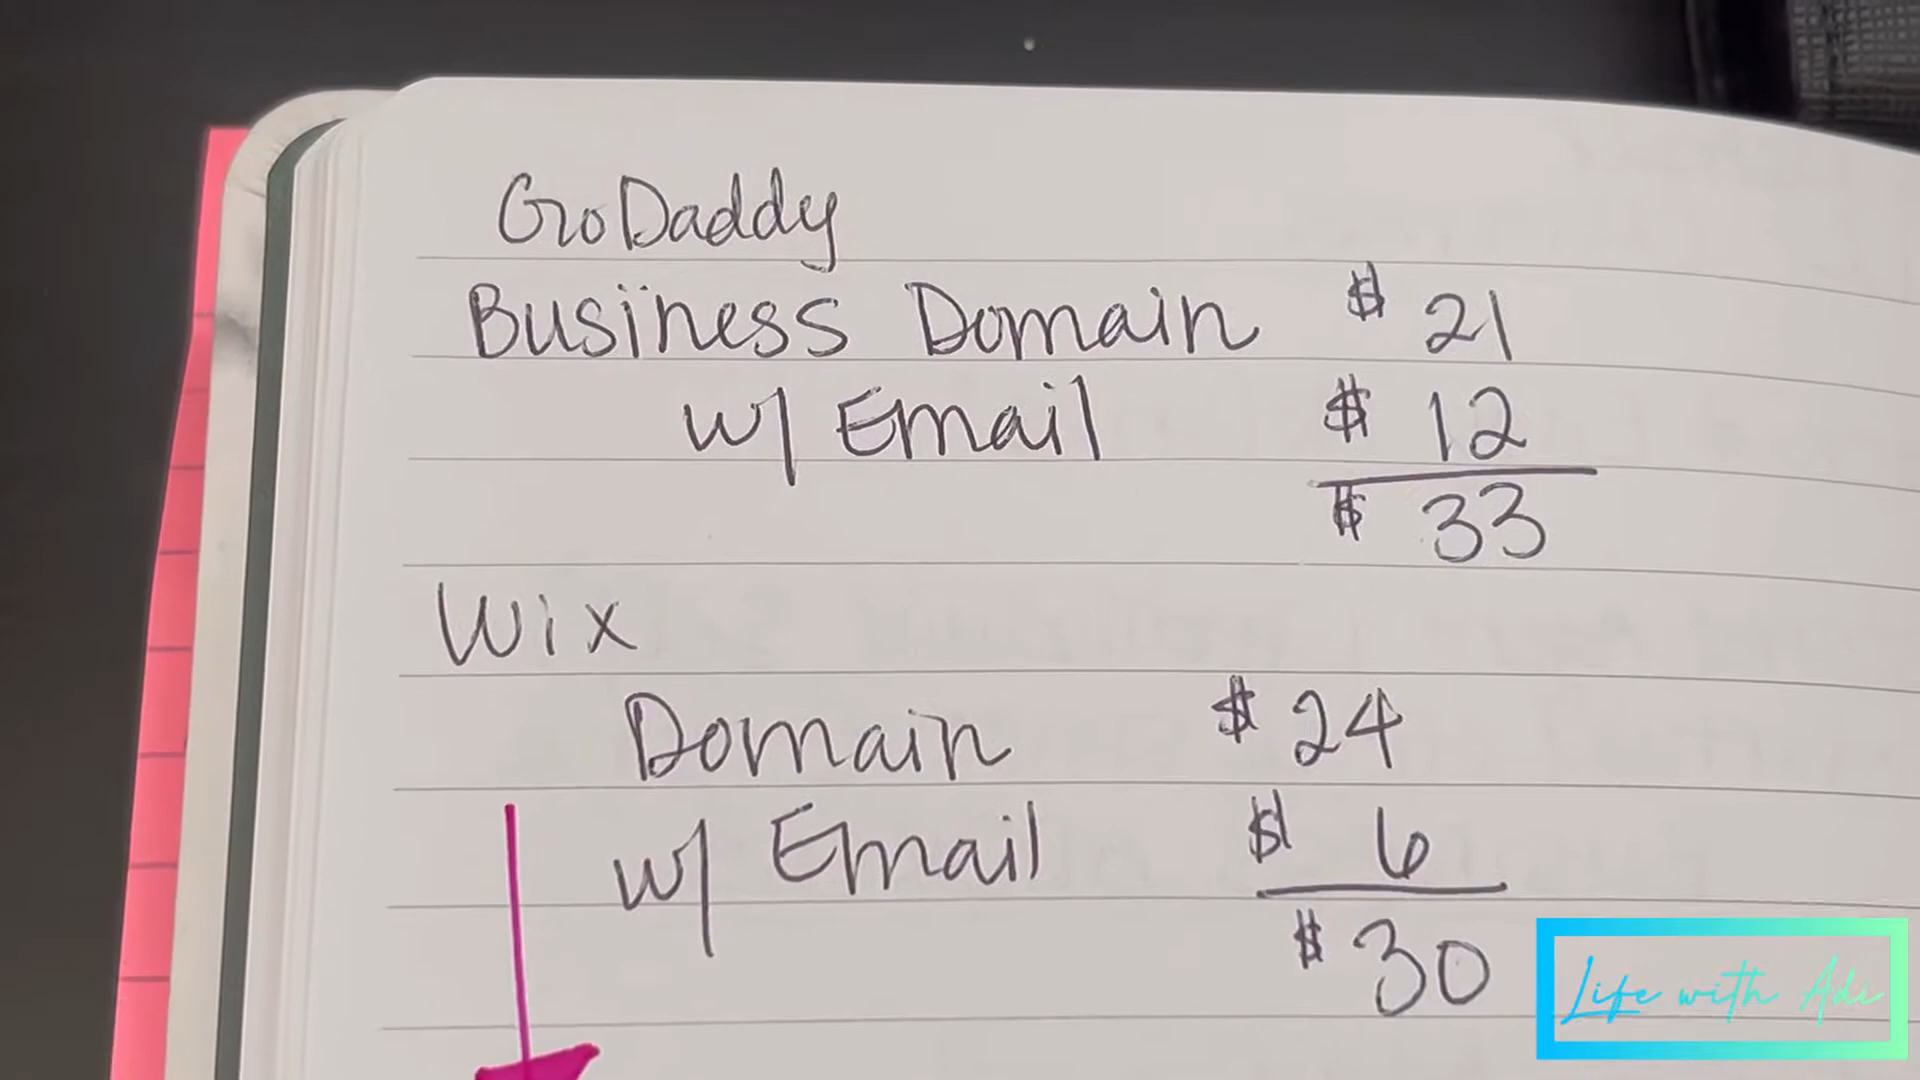 GoDaddy
Business Domain $ 21
w/ Email $ 12
$ 33
Wix
Domain $ 24
w/ Email $ 6
$ 30
Life with Adi